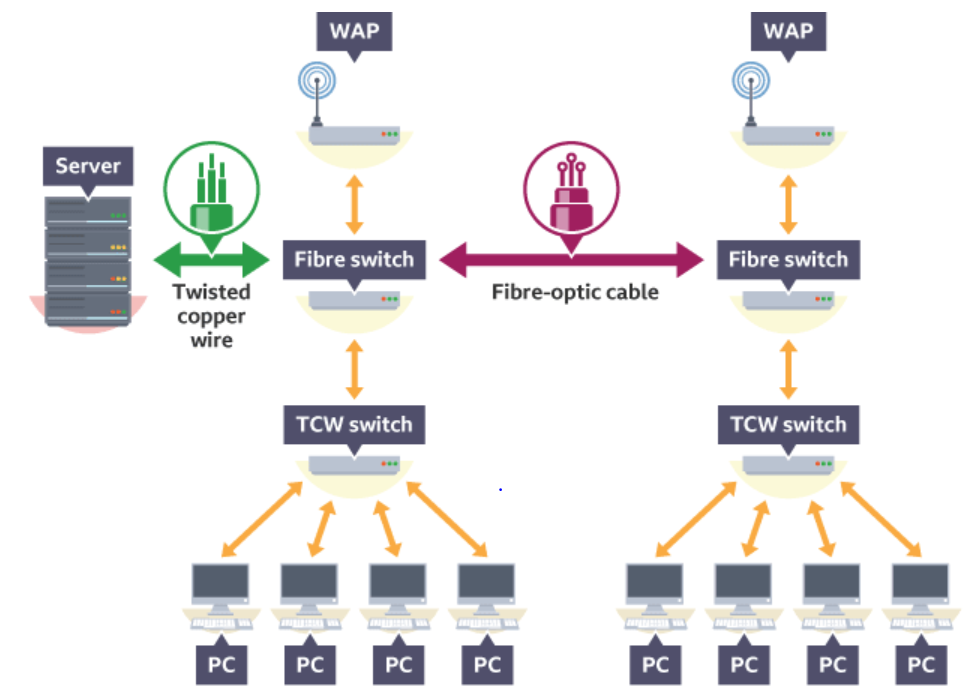 WAP
WAP
Server
Fibre switch
Fibre switch
Twisted
copper
wire
Fibre-optic cable
TCW switch
TCW switch
PC
PC
PC
PC
PC
PC
PC
PC